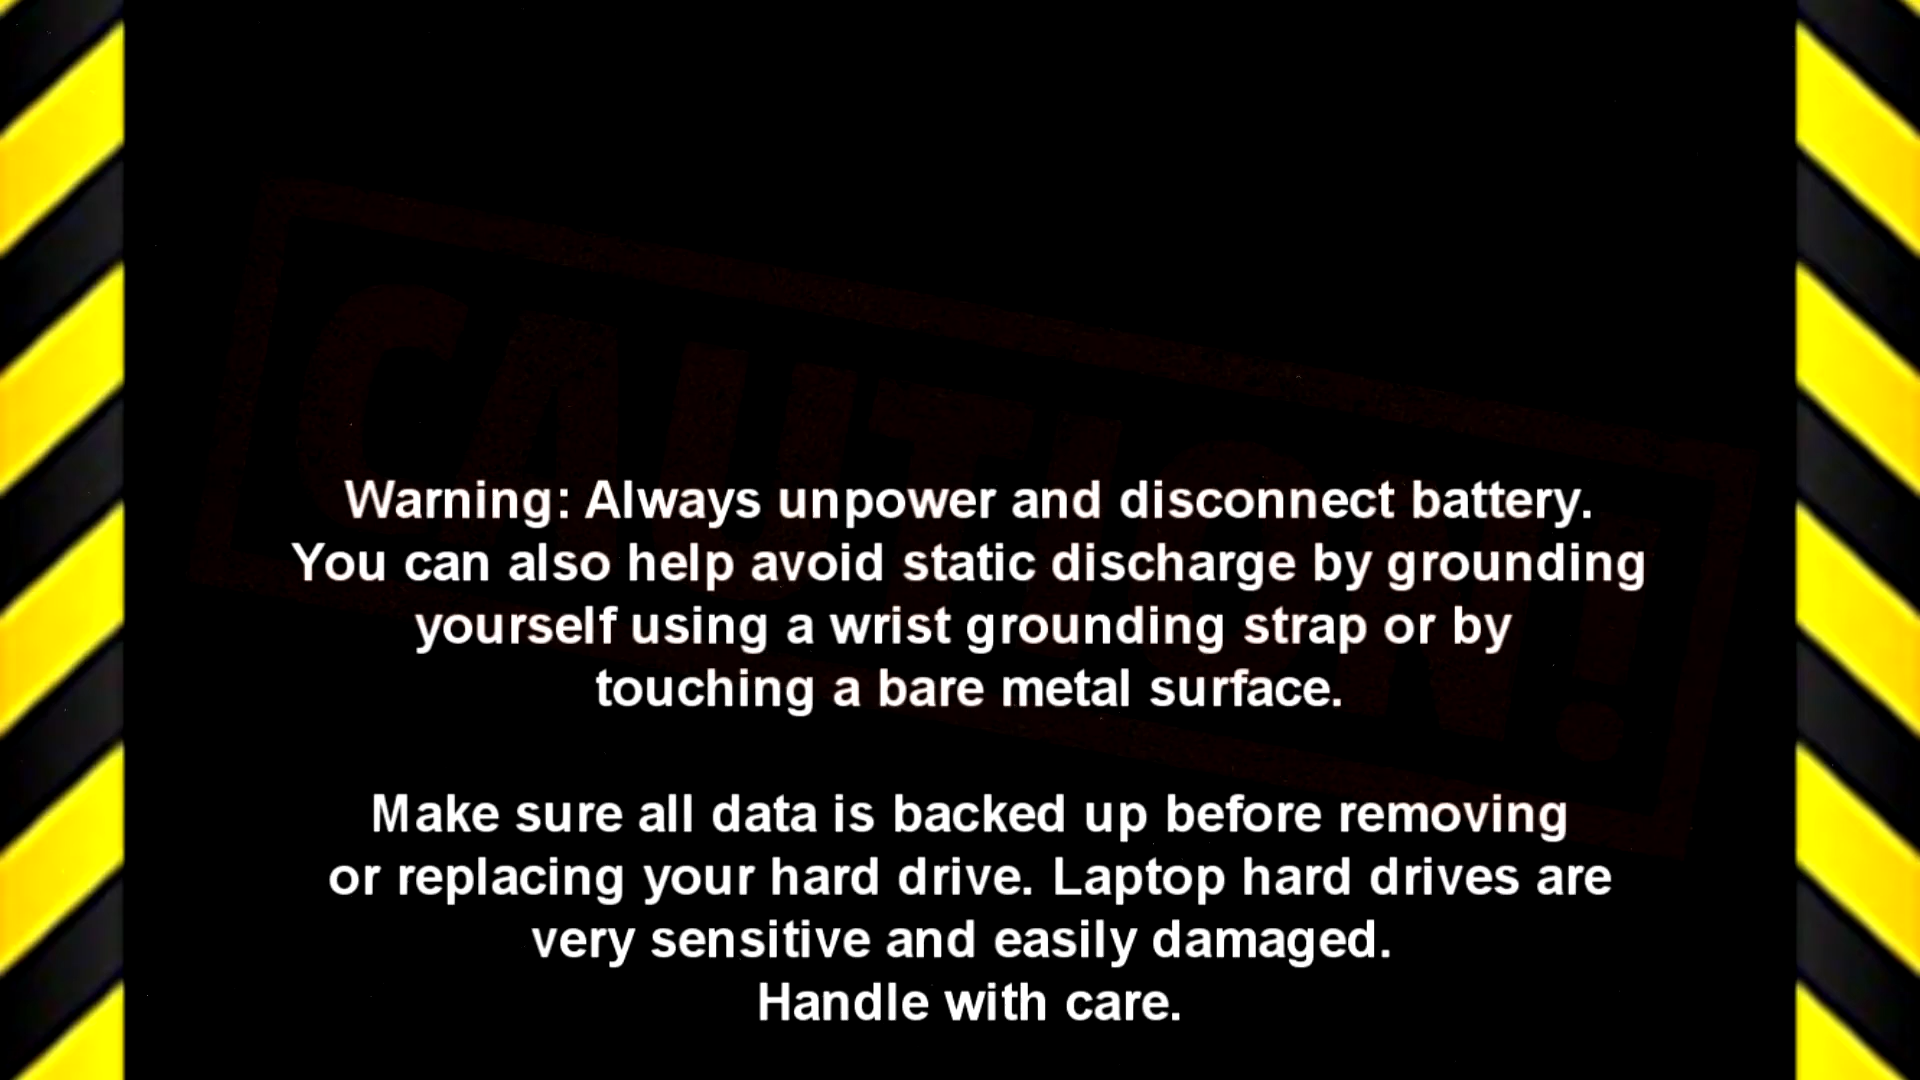 CAUTION!
Warning: Always unpower and disconnect battery.
You can also help avoid static discharge by grounding
yourself using a wrist grounding strap or by
touching a bare metal surface.
Make sure all data is backed up before removing
or replacing your hard drive. Laptop hard drives are
very sensitive and easily damaged.
Handle with care.